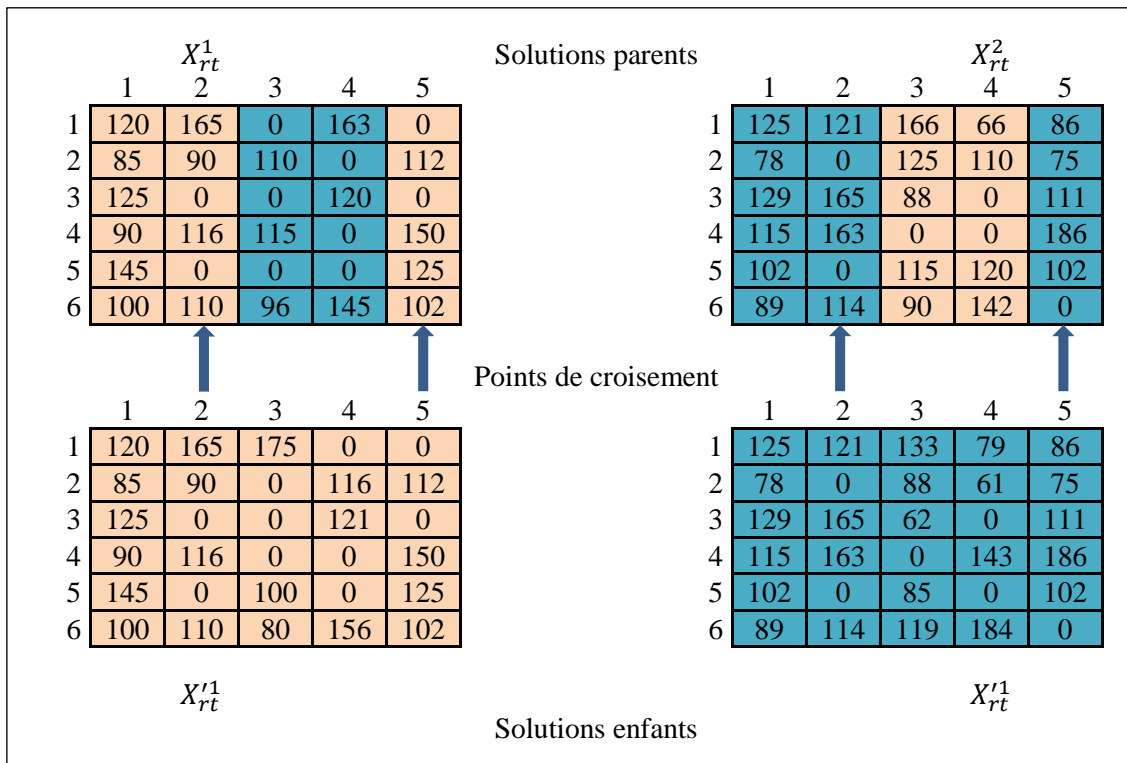 X¹ᵣₜ Solutions parents X²ᵣₜ
1 2 3 4 5 1 2 3 4 5
1 120 165 0 163 0 1 125 121 166 66 86
2 85 90 110 0 112 2 78 0 125 110 75
3 125 0 0 120 0 3 129 165 88 0 111
4 90 116 115 0 150 4 115 163 0 0 186
5 145 0 0 0 125 5 102 0 115 120 102
6 100 110 96 145 102 6 89 114 90 142 0
Points de croisement
1 2 3 4 5 1 2 3 4 5
1 120 165 175 0 0 1 125 121 133 79 86
2 85 90 0 116 112 2 78 0 88 61 75
3 125 0 0 121 0 3 129 165 62 0 111
4 90 116 0 0 150 4 115 163 0 143 186
5 145 0 100 0 125 5 102 0 85 0 102
6 100 110 80 156 102 6 89 114 119 184 0
X′¹ᵣₜ X′¹ᵣₜ
Solutions enfants